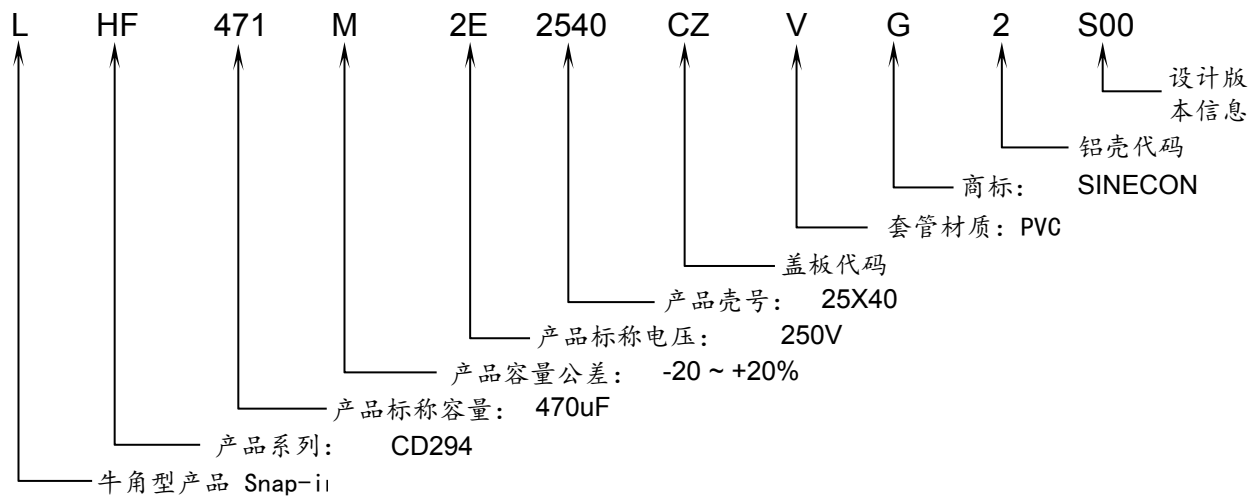 L HF 471 M 2E 2540 CZ V G 2 S00
设计版
本信息
铝壳代码
商标: SINECON
套管材质: PVC
盖板代码
产品壳号: 25X40
产品标称电压: 250V
产品容量公差: -20 ~ +20%
产品标称容量: 470uF
产品系列: CD294
牛角型产品